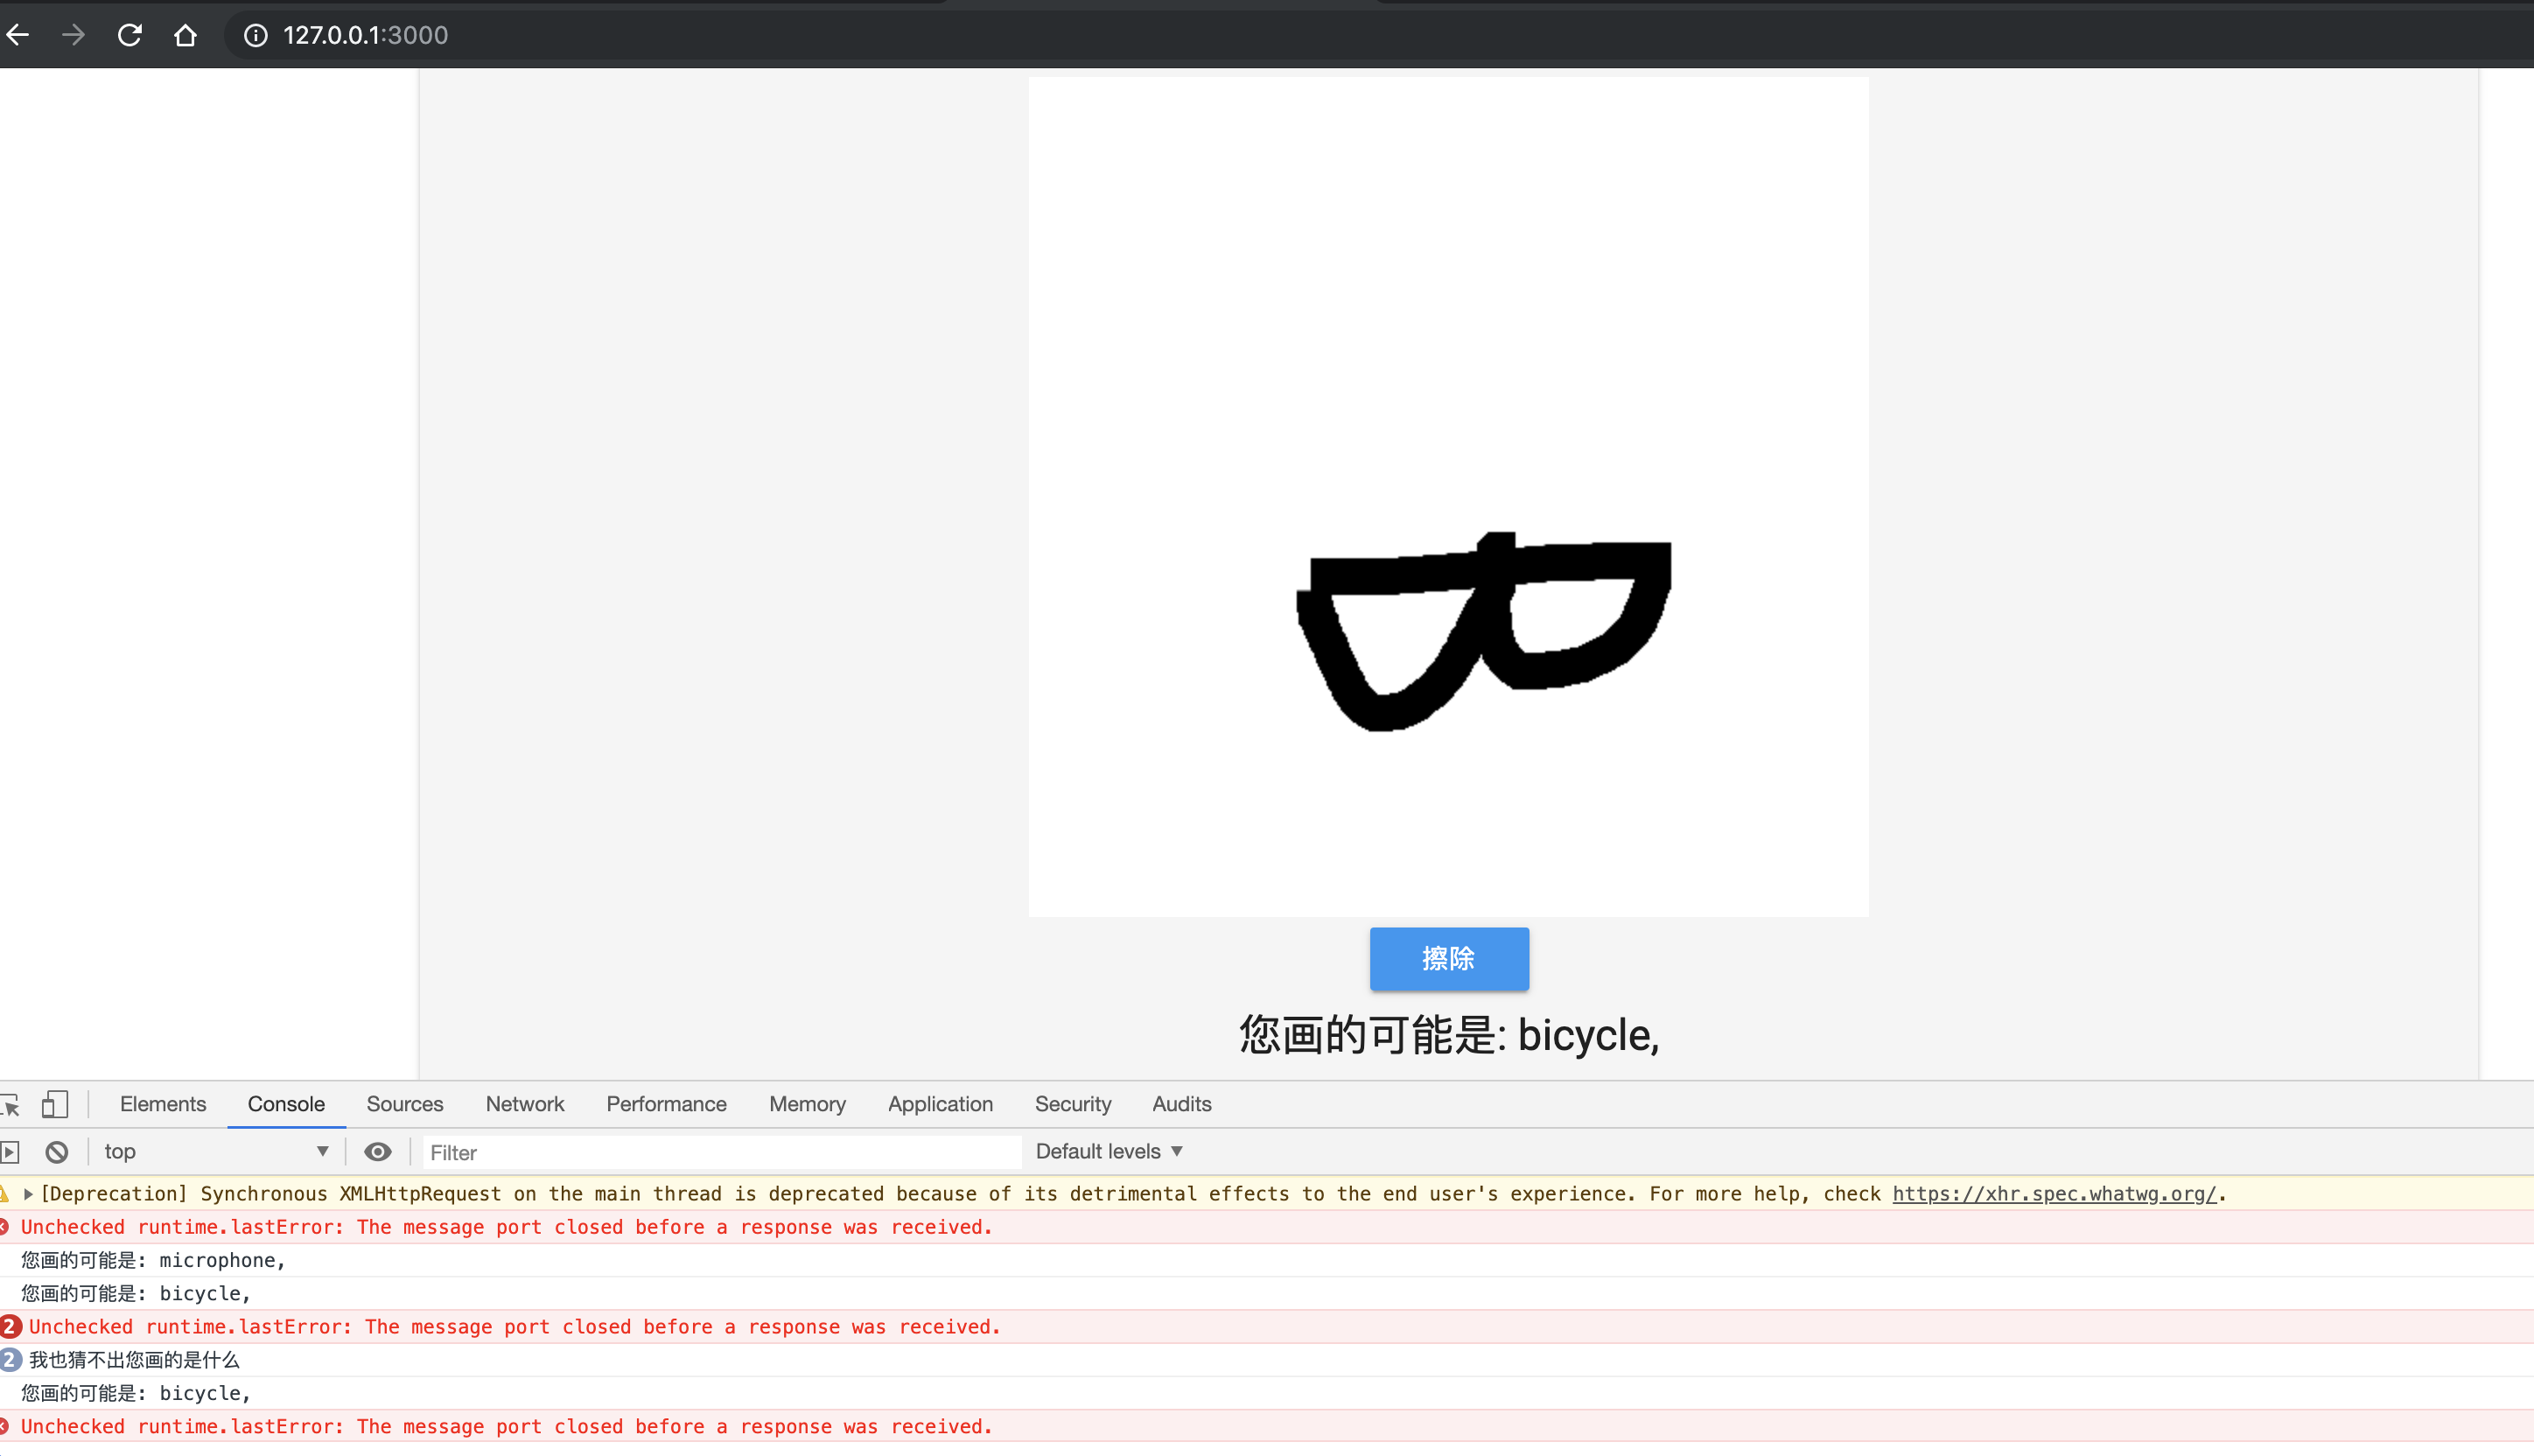 127.0.0.1:3000
擦除
您画的可能是: bicycle,
Elements Console Sources Network Performance Memory Application Security Audits
top Filter Default levels
[Deprecation] Synchronous XMLHttpRequest on the main thread is deprecated because of its detrimental effects to the end user's experience. For more help, check https://xhr.spec.whatwg.org/.
Unchecked runtime.lastError: The message port closed before a response was received.
您画的可能是: microphone,
您画的可能是: bicycle,
2 Unchecked runtime.lastError: The message port closed before a response was received.
2 我也猜不出您画的是什么
您画的可能是: bicycle,
Unchecked runtime.lastError: The message port closed before a response was received.